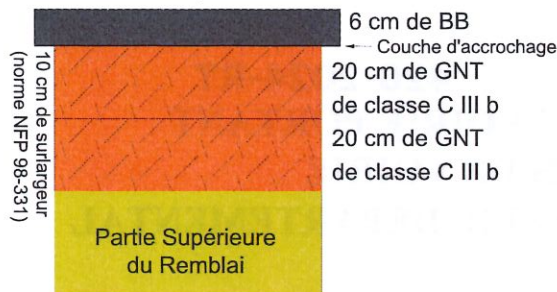 6 cm de BB
Couche d'accrochage
20 cm de GNT
de classe C III b
20 cm de GNT
de classe C III b
10 cm de surlargeur
(norme NFP 98-331)
Partie Supérieure
du Remblai